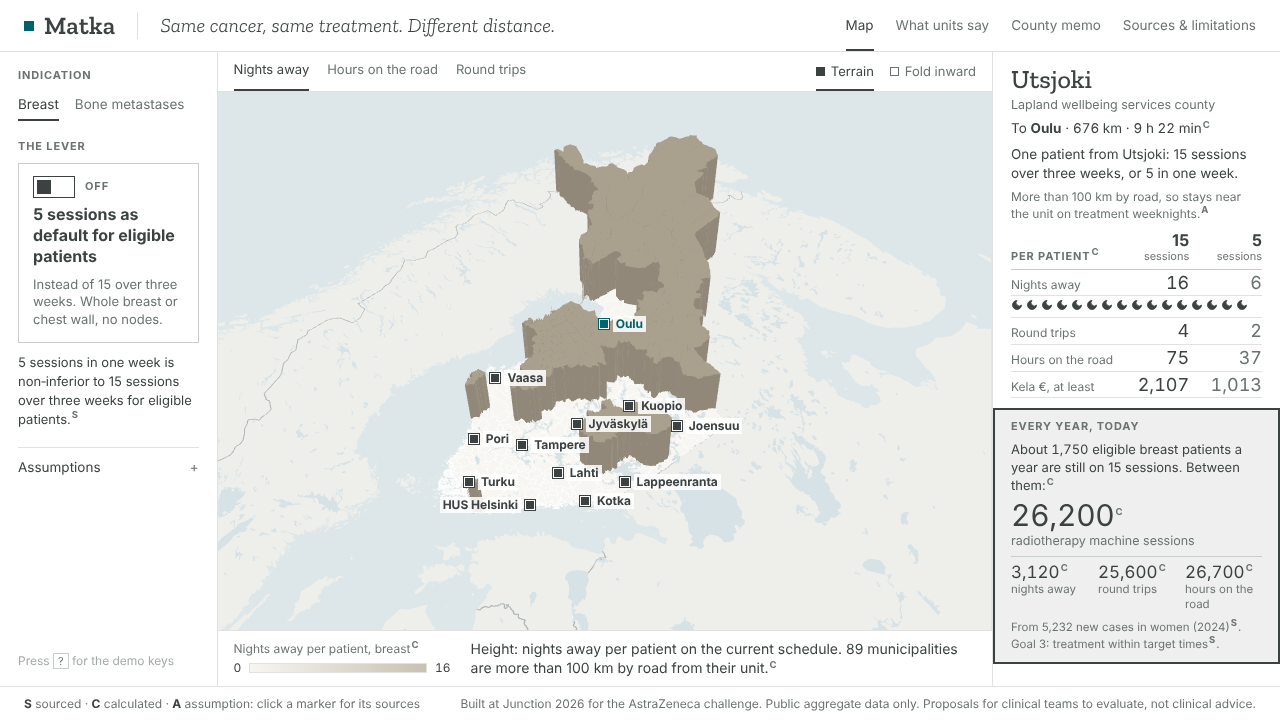 Matka
Same cancer, same treatment. Different distance.
Map
What units say
County memo
Sources & limitations
INDICATION
Breast
Bone metastases
THE LEVER
OFF
5 sessions as
default for eligible
patients
Instead of 15 over three
weeks. Whole breast or
chest wall, no nodes.
5 sessions in one week is
non-inferior to 15 sessions
over three weeks for eligible
patients. S
Assumptions +
Press ? for the demo keys
Nights away
Hours on the road
Round trips
Terrain
Fold inward
Oulu
Vaasa
Kuopio
Jyväskylä
Joensuu
Pori
Tampere
Lahti
Turku
Lappeenranta
HUS Helsinki
Kotka
Nights away per patient, breast C
0 16
Height: nights away per patient on the current schedule. 89 municipalities
are more than 100 km by road from their unit. C
Utsjoki
Lapland wellbeing services county
To Oulu · 676 km · 9 h 22 min C
One patient from Utsjoki: 15 sessions
over three weeks, or 5 in one week.
More than 100 km by road, so stays near
the unit on treatment weeknights. A
15 5
PER PATIENT C sessions sessions
Nights away 16 6
Round trips 4 2
Hours on the road 75 37
Kela €, at least 2,107 1,013
EVERY YEAR, TODAY
About 1,750 eligible breast patients a
year are still on 15 sessions. Between
them: C
26,200 C
radiotherapy machine sessions
3,120 C 25,600 C 26,700 C
nights away round trips hours on the
road
From 5,232 new cases in women (2024) S.
Goal 3: treatment within target times S.
S sourced · C calculated · A assumption: click a marker for its sources
Built at Junction 2026 for the AstraZeneca challenge. Public aggregate data only. Proposals for clinical teams to evaluate, not clinical advice.